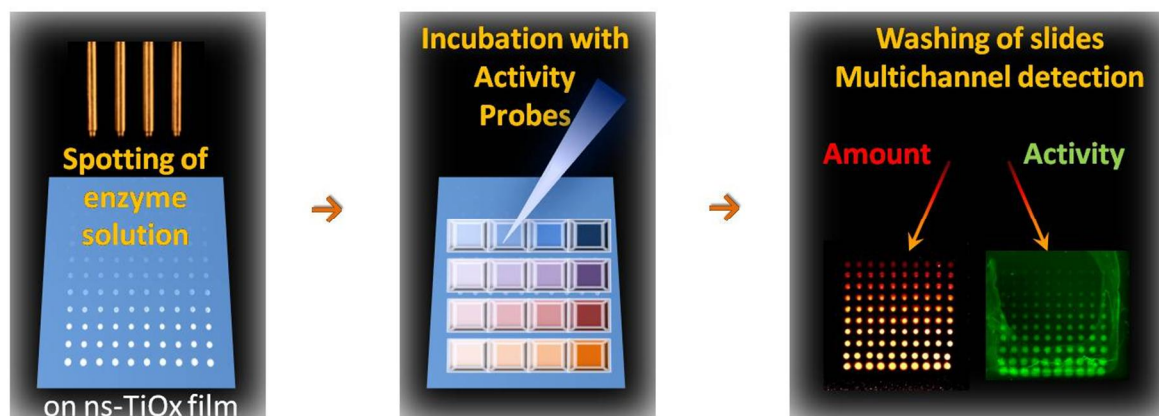 Spotting of
enzyme
solution
on ns-TiOx film
Incubation with
Activity
Probes
Washing of slides
Multichannel detection
Amount
Activity